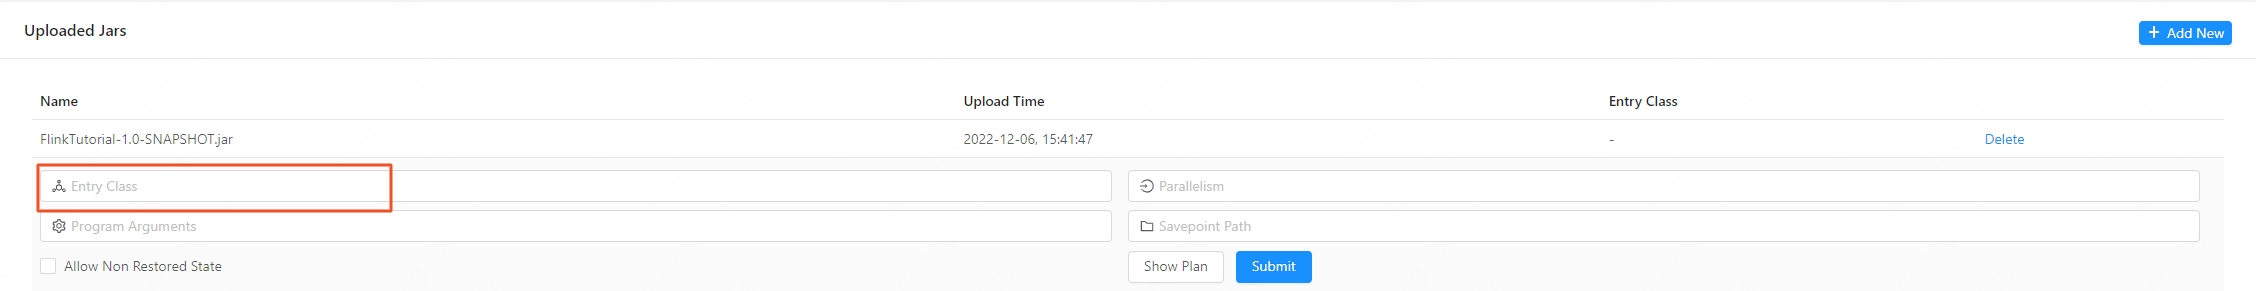 Uploaded Jars
+ Add New
Name Upload Time Entry Class
FlinkTutorial-1.0-SNAPSHOT.jar 2022-12-06, 15:41:47 - Delete
Entry Class Parallelism
Program Arguments Savepoint Path
Allow Non Restored State Show Plan Submit